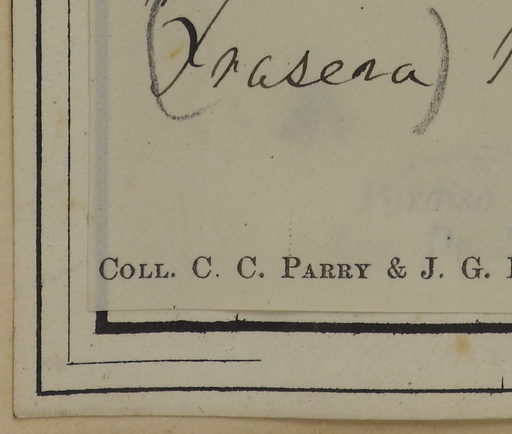 (Frasera)
COLL. C. C. PARRY & J. G.